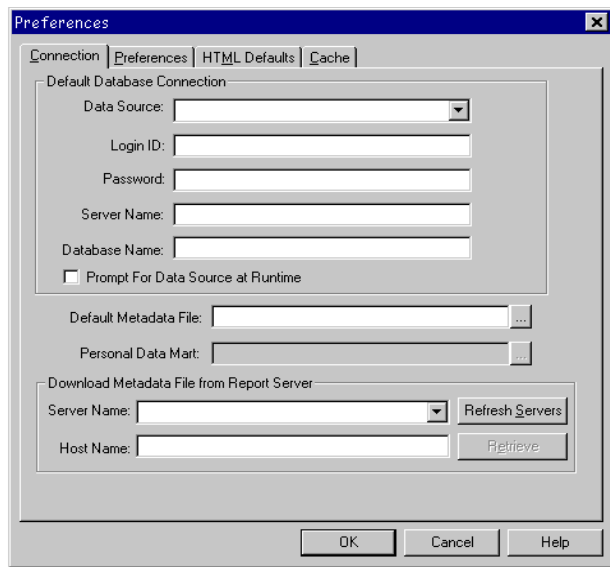 Preferences
Connection Preferences HTML Defaults Cache
Default Database Connection
Data Source:
Login ID:
Password:
Server Name:
Database Name:
Prompt For Data Source at Runtime
Default Metadata File: ...
Personal Data Mart: ...
Download Metadata File from Report Server
Server Name: Refresh Servers
Host Name: Retrieve
OK Cancel Help